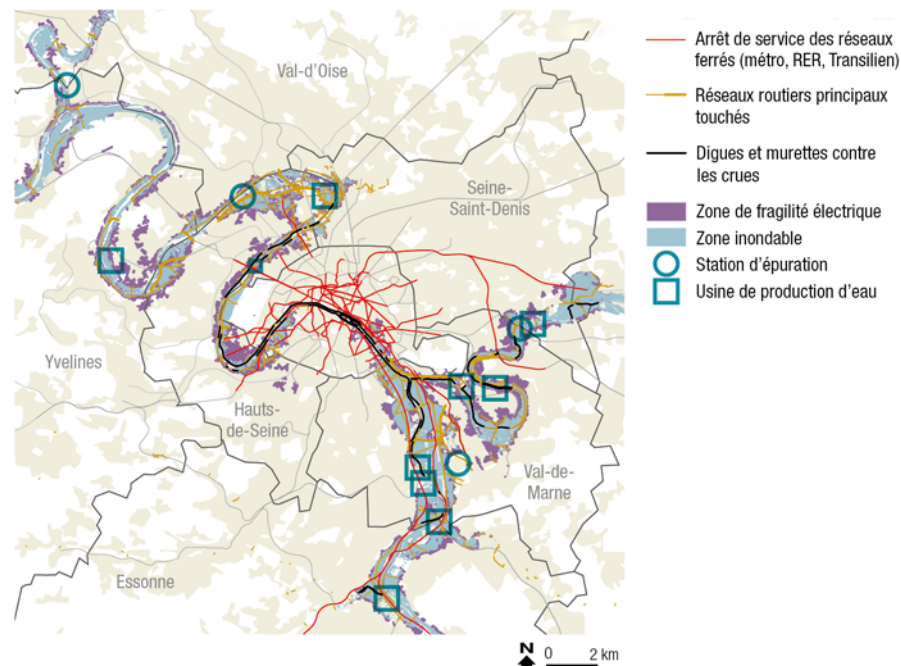 Val-d'Oise
Seine-
Saint-Denis
Yvelines
Hauts-
de-Seine
Val-de-
Marne
Essonne
N 0 2 km
Arrêt de service des réseaux
ferrés (métro, RER, Transilien)
Réseaux routiers principaux
touchés
Digues et murettes contre
les crues
Zone de fragilité électrique
Zone inondable
Station d'épuration
Usine de production d'eau